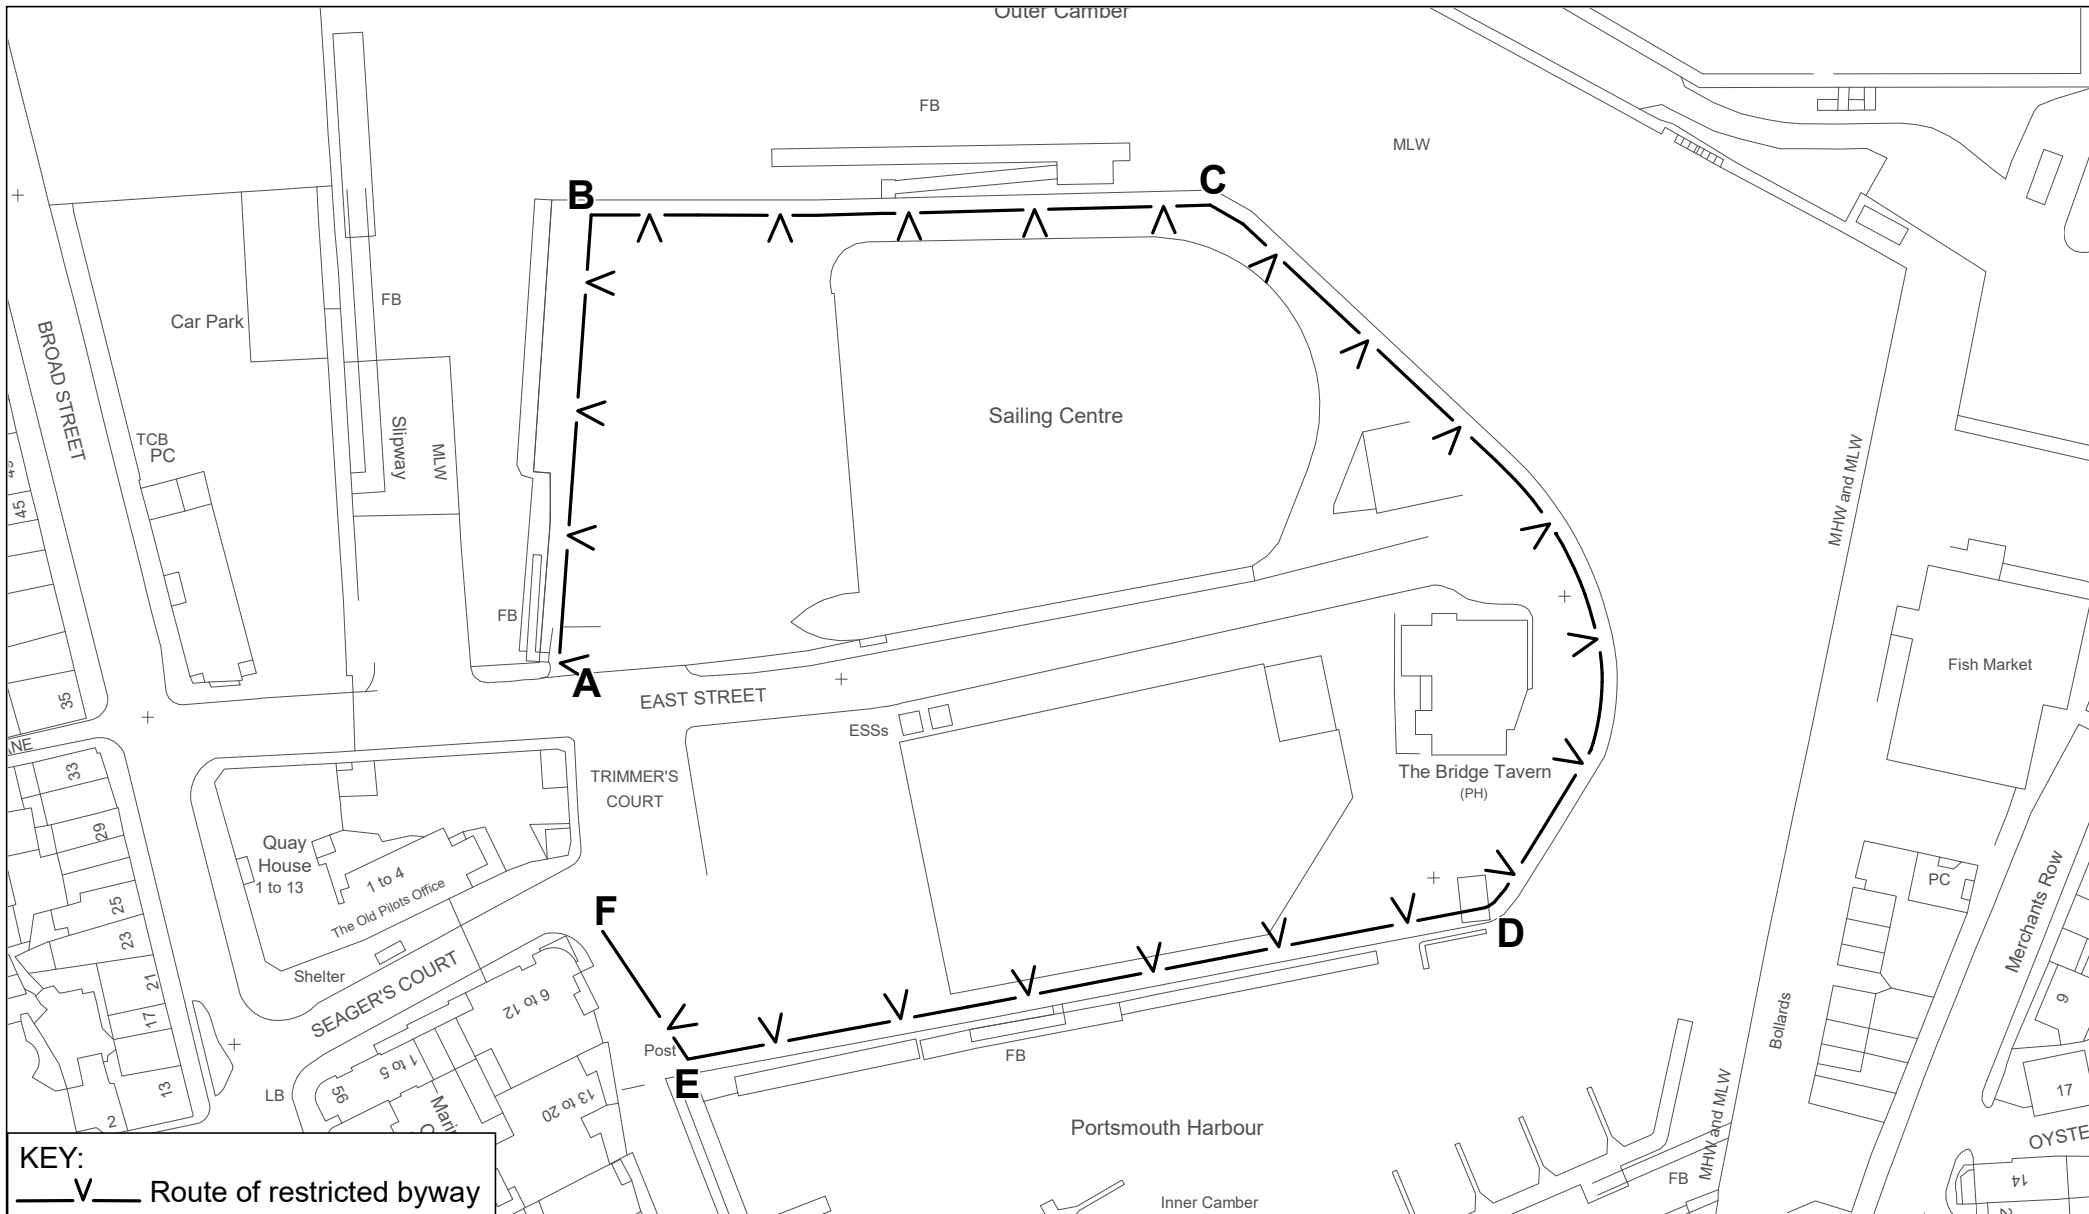 Outer Camber
FB
MLW
B
C
FB
Car Park
BROAD STREET
TCB
PC
Slipway
MLW
Sailing Centre
MHW and MLW
45
FB
A
EAST STREET
35
ESSs
Fish Market
33
TRIMMER'S
COURT
The Bridge Tavern
(PH)
29
Quay
House
1 to 13
1 to 4
The Old Pilots Office
25
23
21
17
13
2
F
D
PC
Merchants Row
Shelter
SEAGER'S COURT
6 to 12
1 to 5
95
13 to 20
LB
Post
E
FB
Bollards
9
17
Portsmouth Harbour
MHW and MLW
FB
14
Inner Camber
KEY:
V Route of restricted byway